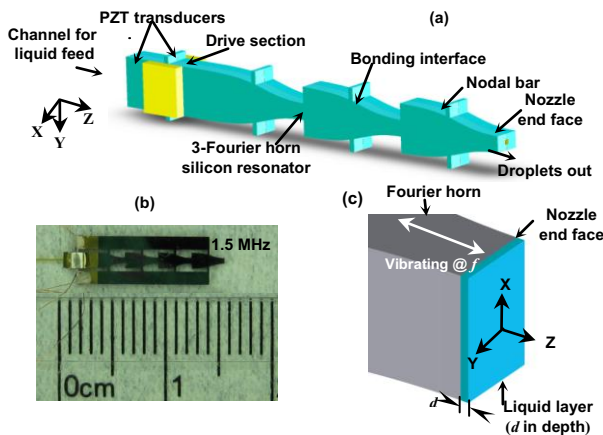 PZT transducers
(a)
Channel for
liquid feed
Drive section
Bonding interface
Nodal bar
Nozzle
end face
X
Y
Z
3-Fourier horn
silicon resonator
Droplets out
(b)
(c)
Fourier horn
Nozzle
end face
1.5 MHz
Vibrating @ f
X
Y
Z
0cm
1
d
Liquid layer
(d in depth)